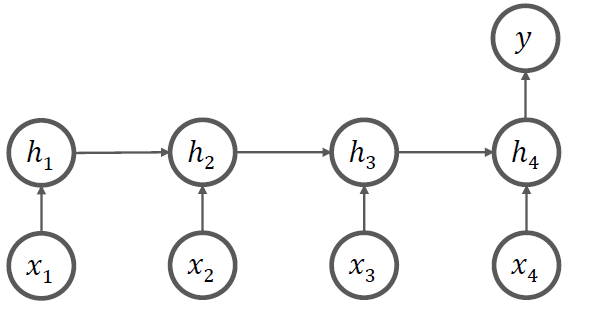 y
h₁ h₂ h₃ h₄
x₁ x₂ x₃ x₄